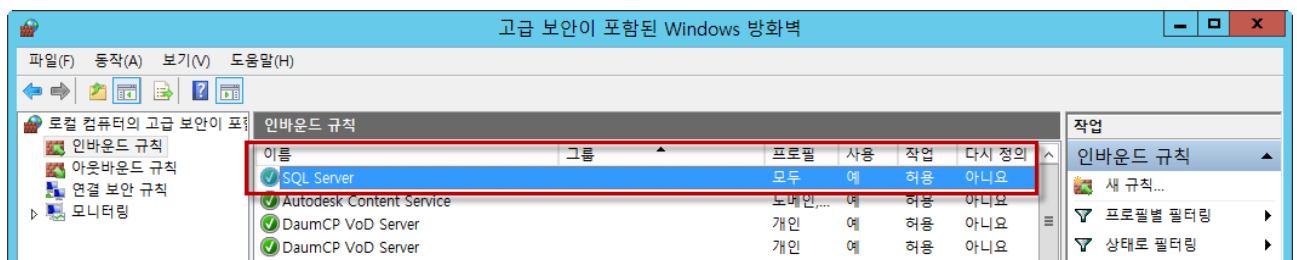 고급 보안이 포함된 Windows 방화벽
파일(F) 동작(A) 보기(V) 도움말(H)
로컬 컴퓨터의 고급 보안이 포함
인바운드 규칙
아웃바운드 규칙
연결 보안 규칙
모니터링
인바운드 규칙
이름 그룹 프로필 사용 작업 다시 정의
SQL Server 모두 예 허용 아니요
Autodesk Content Service 도메인,... 예 허용 아니요
DaumCP VoD Server 개인 예 허용 아니요
DaumCP VoD Server 개인 예 허용 아니요
작업
인바운드 규칙
새 규칙...
프로필별 필터링
상태로 필터링